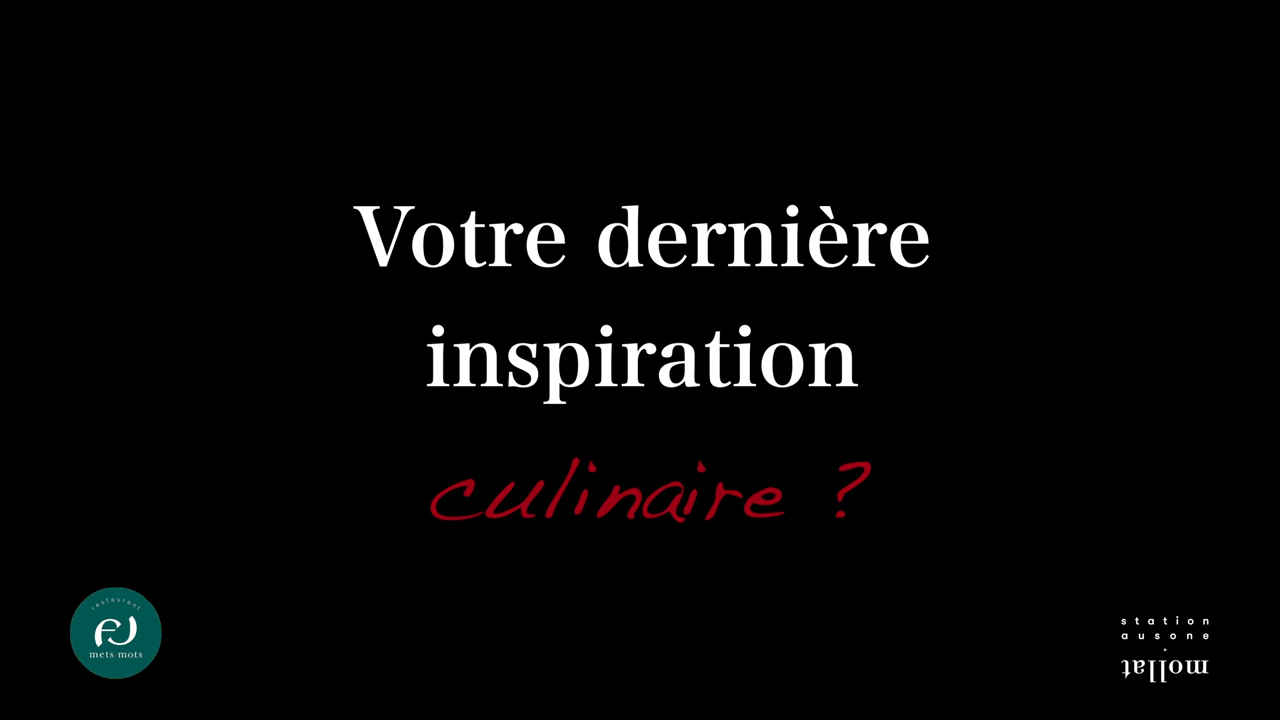 Votre dernière
inspiration
culinaire ?
restaurant
mets-mots
station
ausone
+
mollat